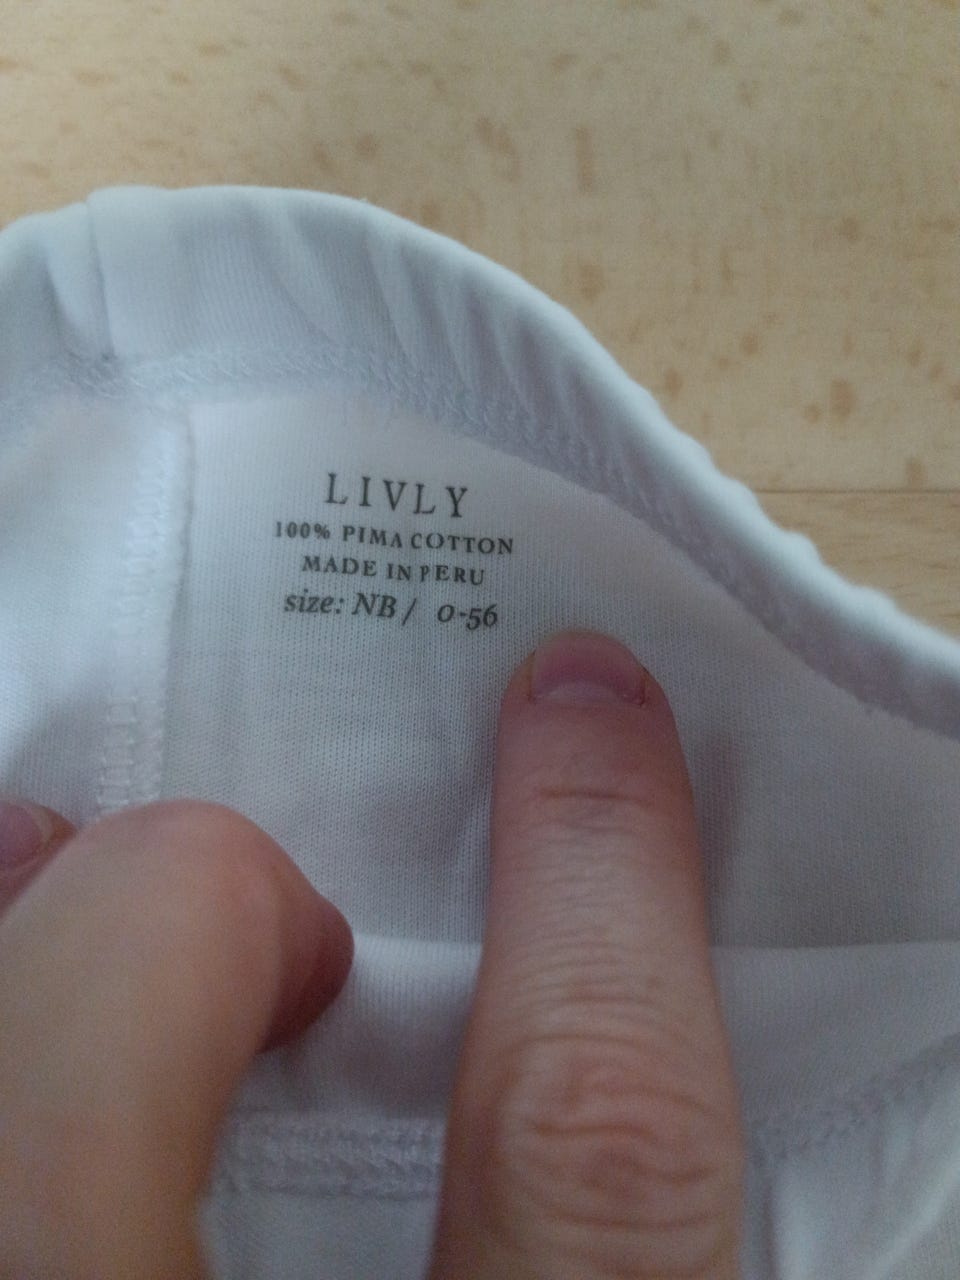 LIVLY
100% PIMA COTTON
MADE IN PERU
size: NB / 0-56